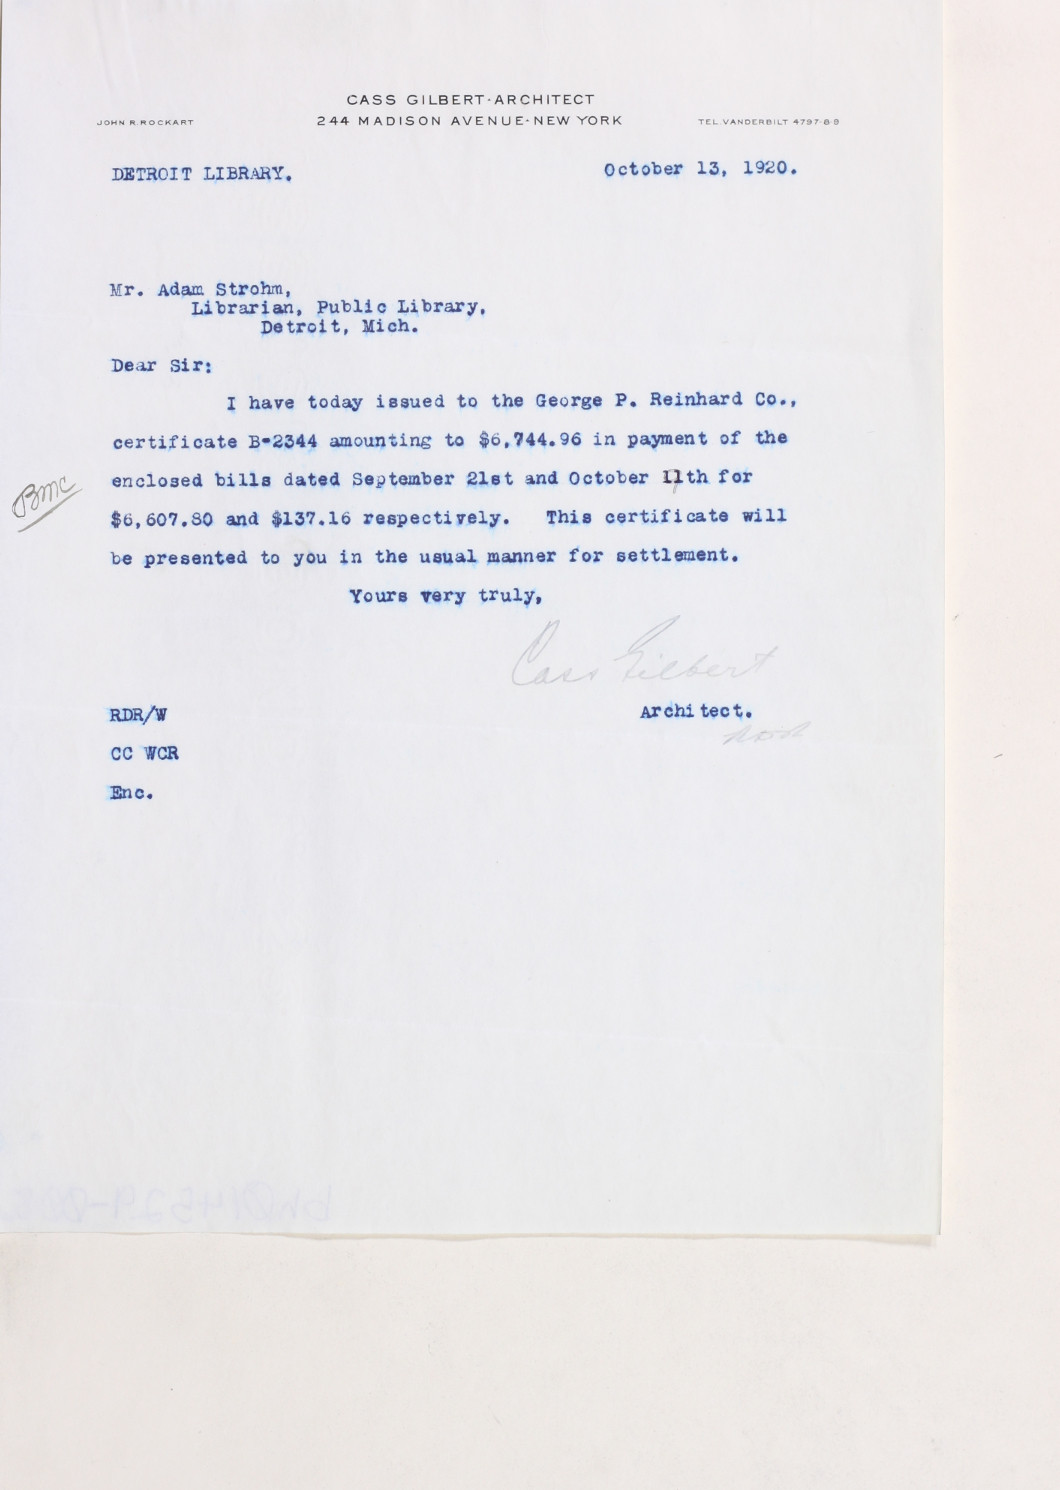 CASS GILBERT·ARCHITECT
JOHN R. ROCKART
244 MADISON AVENUE·NEW YORK
TEL. VANDERBILT 4797-8-9
DETROIT LIBRARY.
October 13, 1920.
Mr. Adam Strohm,
Librarian, Public Library,
Detroit, Mich.
Dear Sir:
I have today issued to the George P. Reinhard Co.,
certificate B-2344 amounting to $6,744.96 in payment of the
enclosed bills dated September 21st and October 11th for
BMC
$6,607.80 and $137.16 respectively. This certificate will
be presented to you in the usual manner for settlement.
Yours very truly,
Cass Gilbert
RDR/W
Architect.
CC WCR
Enc.